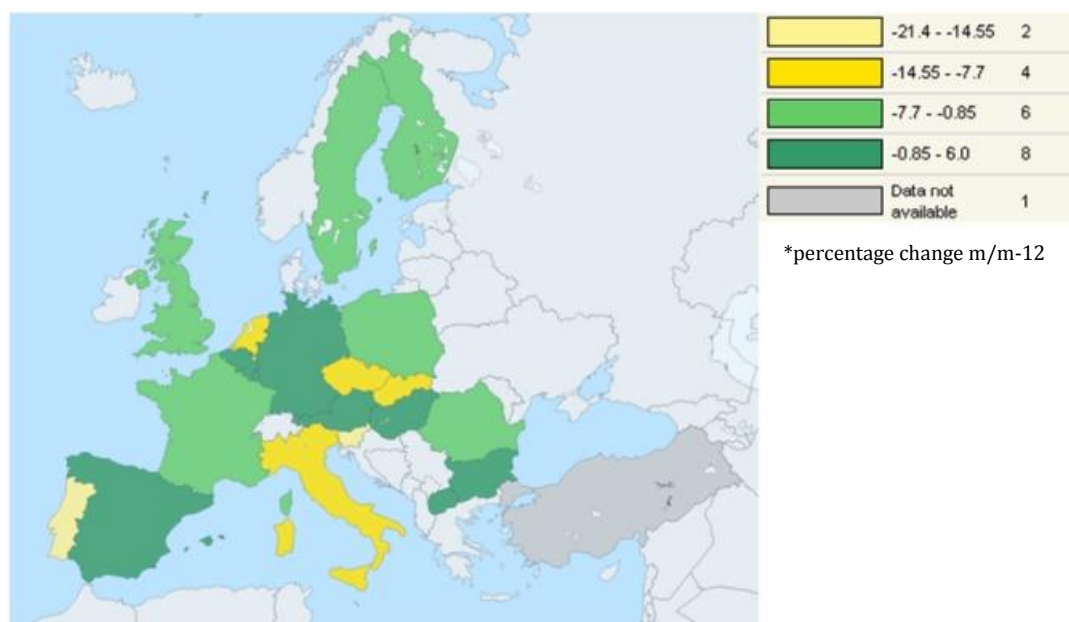 -21.4 - -14.55 2
-14.55 - -7.7 4
-7.7 - -0.85 6
-0.85 - 6.0 8
Data not
available 1
*percentage change m/m-12